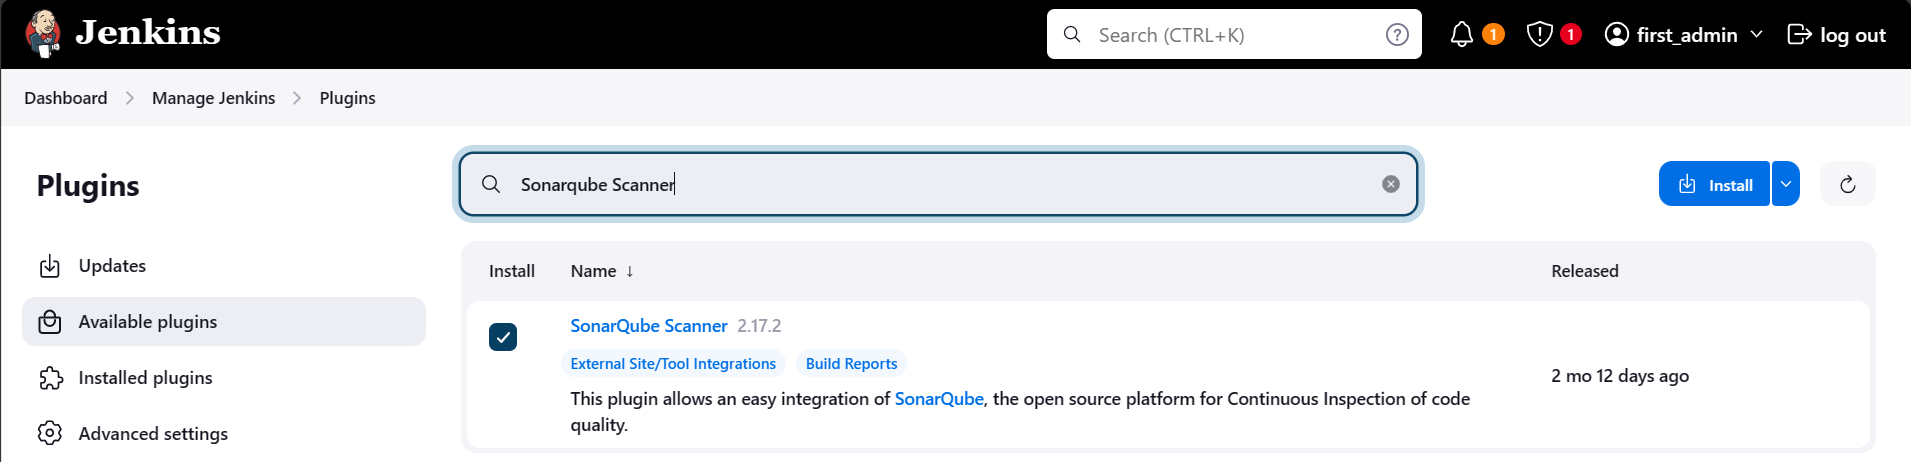 Jenkins
Search (CTRL+K)
?
1
1
first_admin
log out
Dashboard
Manage Jenkins
Plugins
Plugins
Sonarqube Scanner
Install
Updates
Available plugins
Installed plugins
Advanced settings
Install
Name ↓
Released
SonarQube Scanner 2.17.2
External Site/Tool Integrations
Build Reports
This plugin allows an easy integration of SonarQube, the open source platform for Continuous Inspection of code
quality.
2 mo 12 days ago